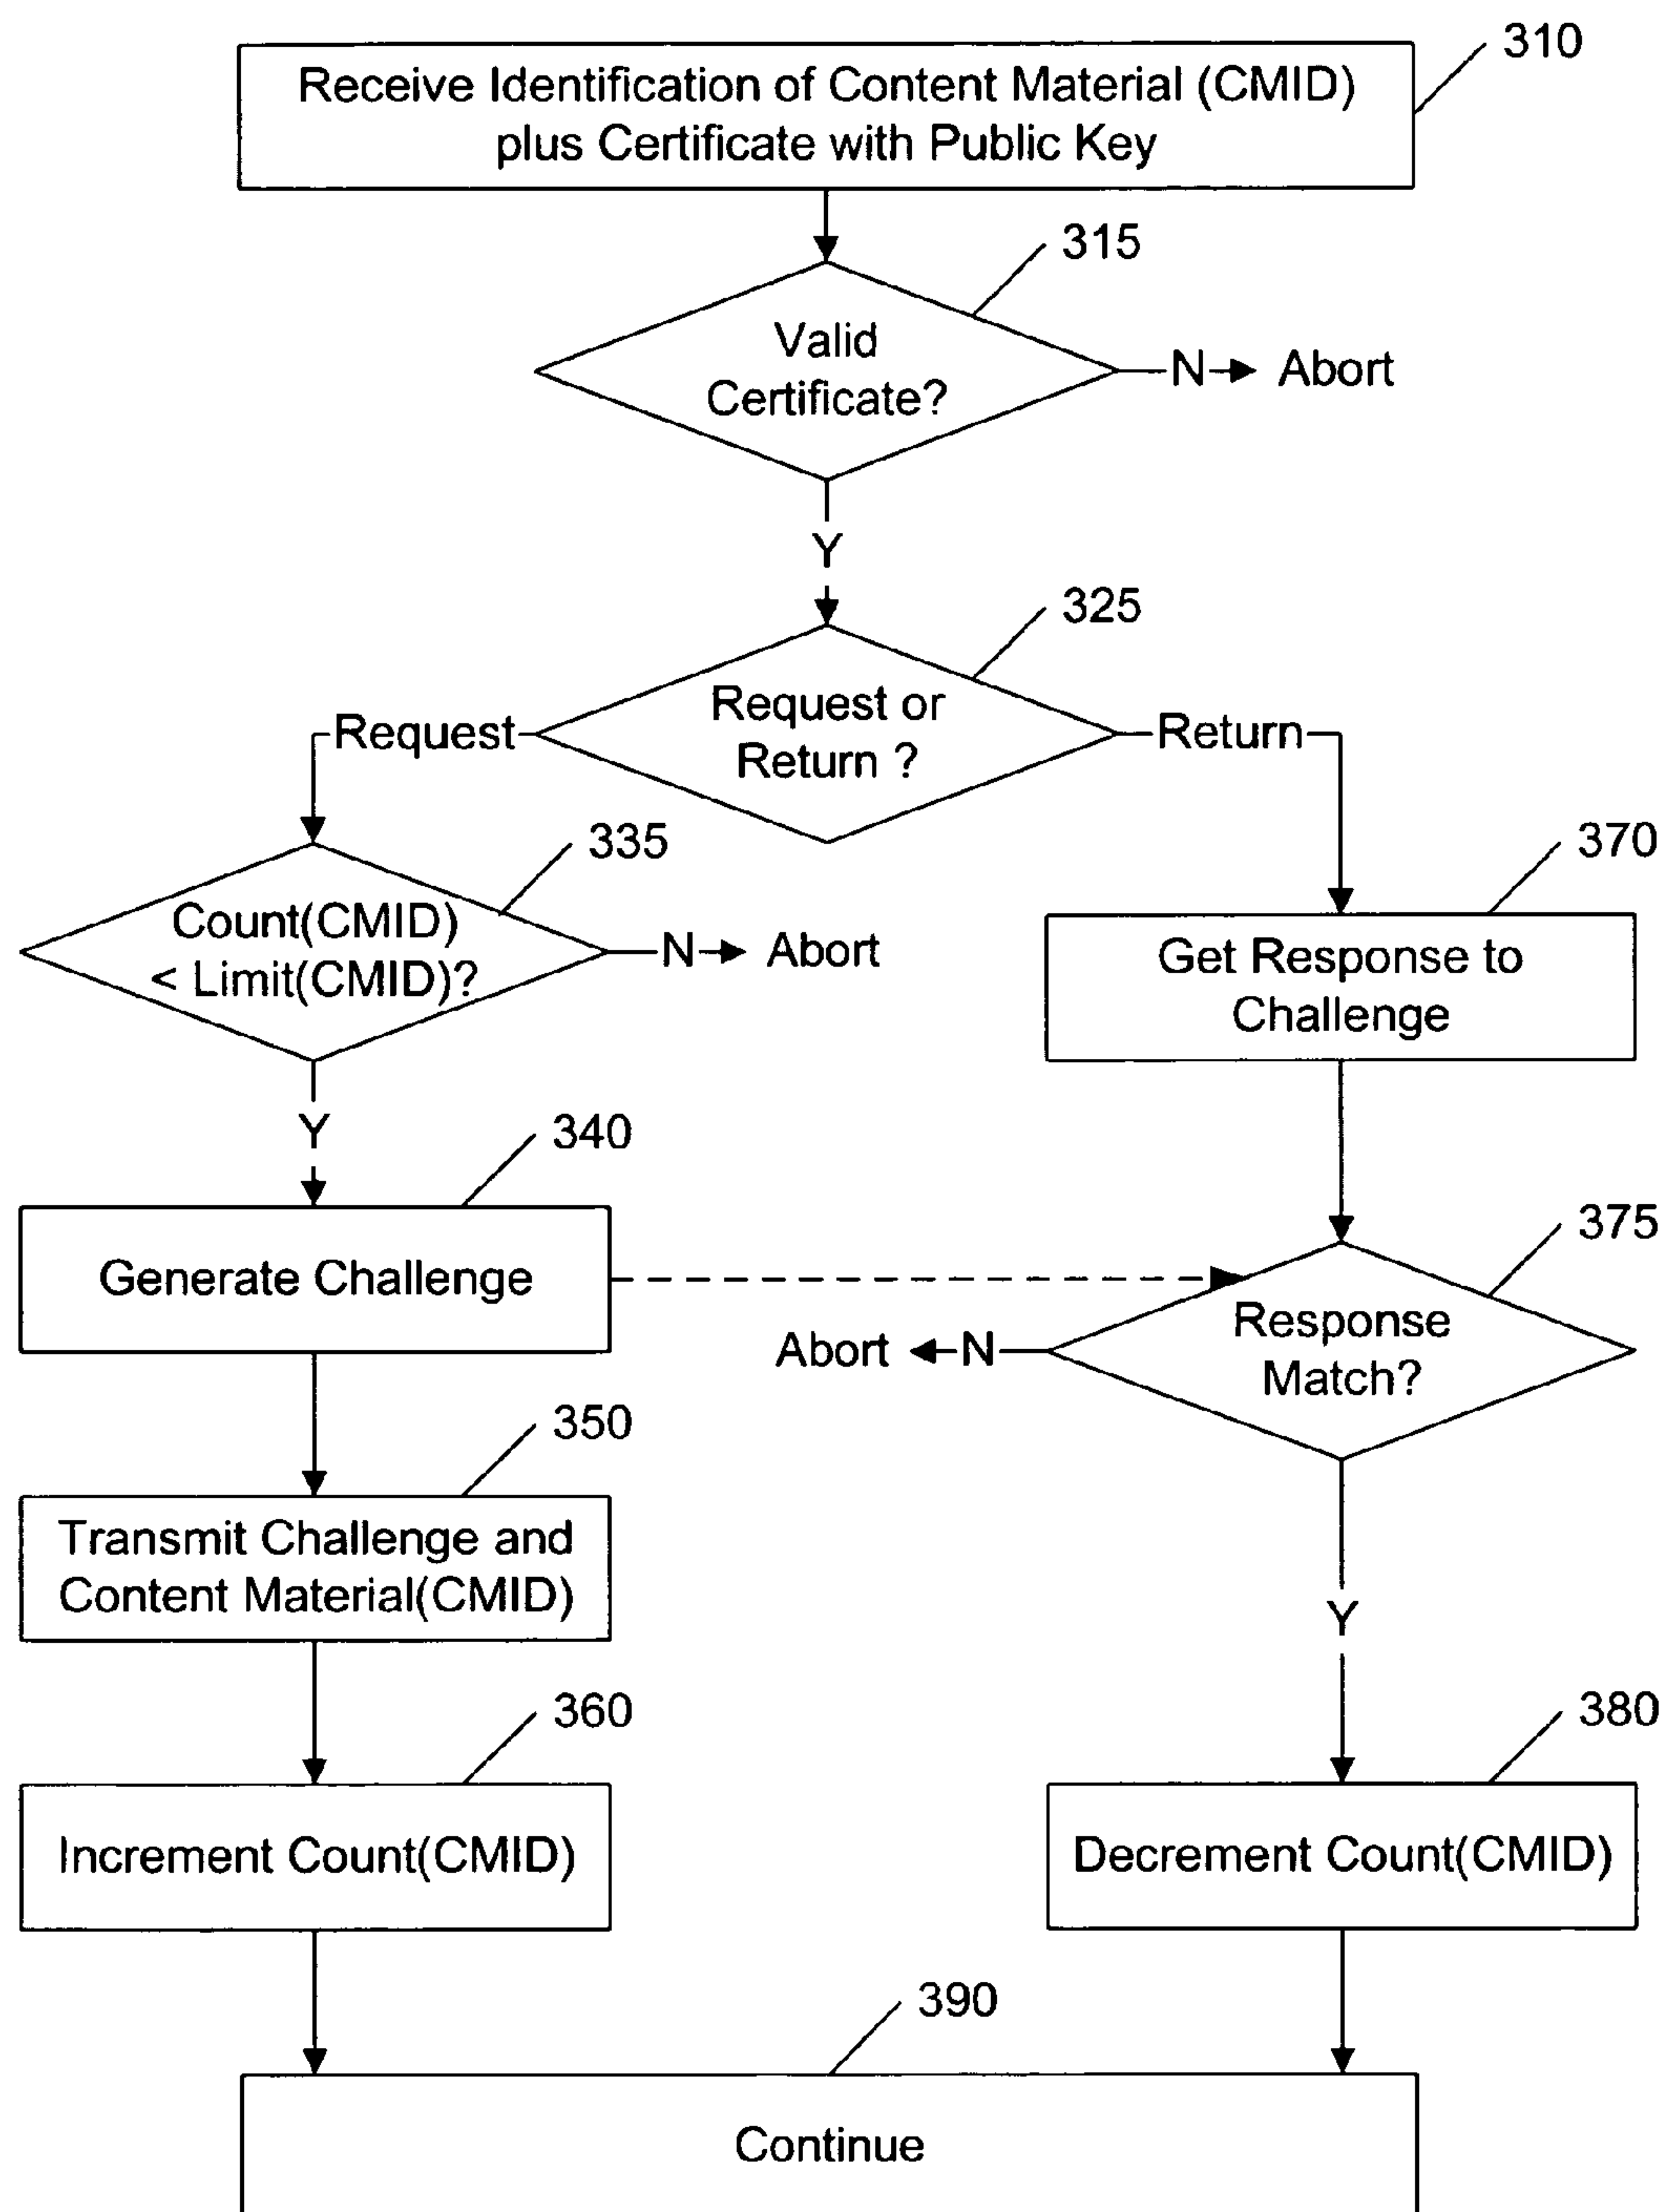 310
Receive Identification of Content Material (CMID)
plus Certificate with Public Key
315
Valid
Certificate?
N
Abort
Y
325
Request or
Return ?
Request
Return
335
Count(CMID)
< Limit(CMID)?
N
Abort
370
Get Response to
Challenge
Y
340
Generate Challenge
375
Response
Match?
Abort
N
350
Transmit Challenge and
Content Material(CMID)
Y
360
Increment Count(CMID)
380
Decrement Count(CMID)
390
Continue